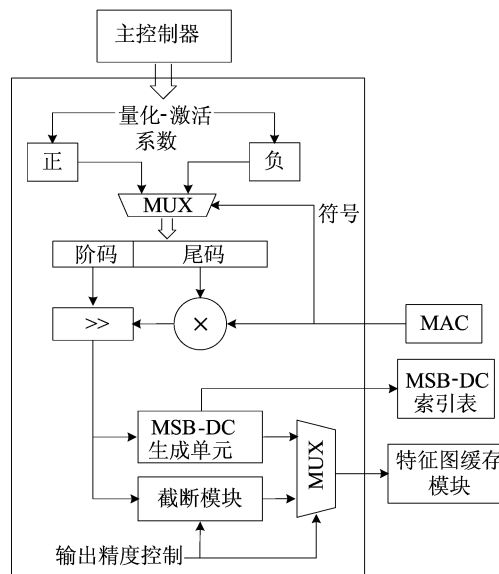 主控制器
量化-激活
系数
正
负
MUX
符号
阶码
尾码
>>
×
MAC
MSB-DC
索引表
MSB-DC
生成单元
MUX
特征图缓存
模块
截断模块
输出精度控制